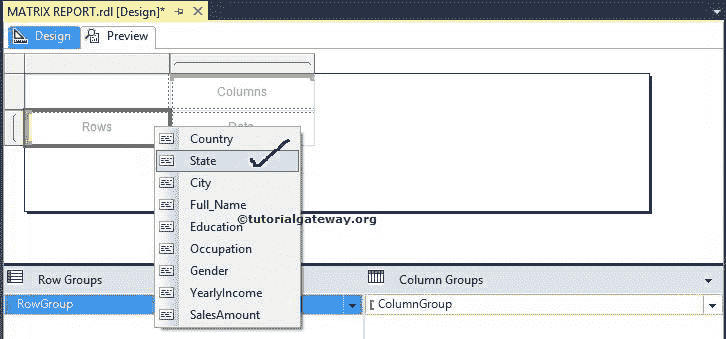 MATRIX REPORT.rdl [Design]*
Design Preview
Columns
Rows Data
Country
State
City
Full_Name
©tutorialgateway.org
Education
Occupation
Gender
YearlyIncome
SalesAmount
Row Groups Column Groups
RowGroup ColumnGroup